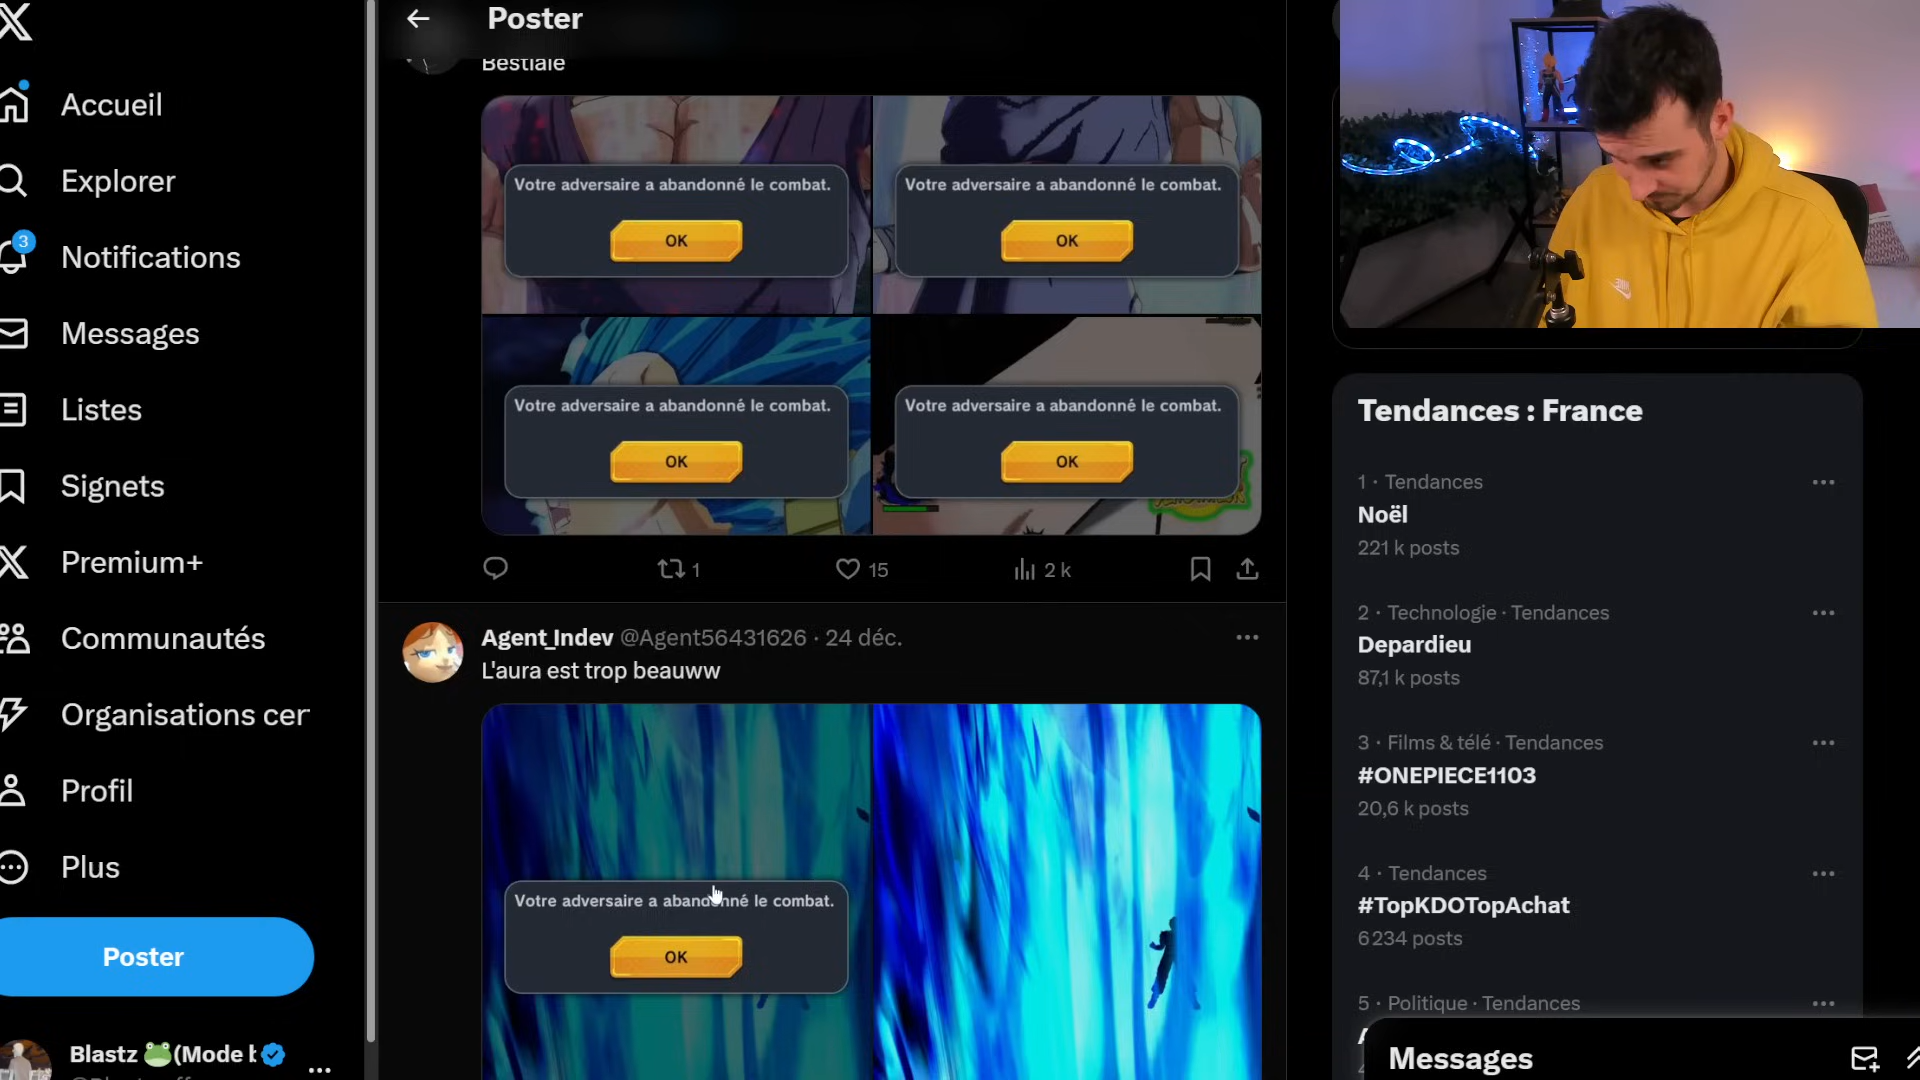 Poster
Bestiale
Accueil
Explorer
3
Notifications
Messages
Listes
Signets
Premium+
Communautés
Organisations cer
Profil
Plus
Poster
Blastz 🐸(Mode
Votre adversaire a abandonné le combat.
OK
Votre adversaire a abandonné le combat.
OK
Votre adversaire a abandonné le combat.
OK
Votre adversaire a abandonné le combat.
OK
1
15
2 k
Agent_Indev @Agent56431626 · 24 déc.
L'aura est trop beauww
Votre adversaire a abandonné le combat.
OK
Tendances : France
1 · Tendances
Noël
221 k posts
2 · Technologie · Tendances
Depardieu
87,1 k posts
3 · Films & télé · Tendances
#ONEPIECE1103
20,6 k posts
4 · Tendances
#TopKDOTopAchat
6 234 posts
5 · Politique · Tendances
Messages